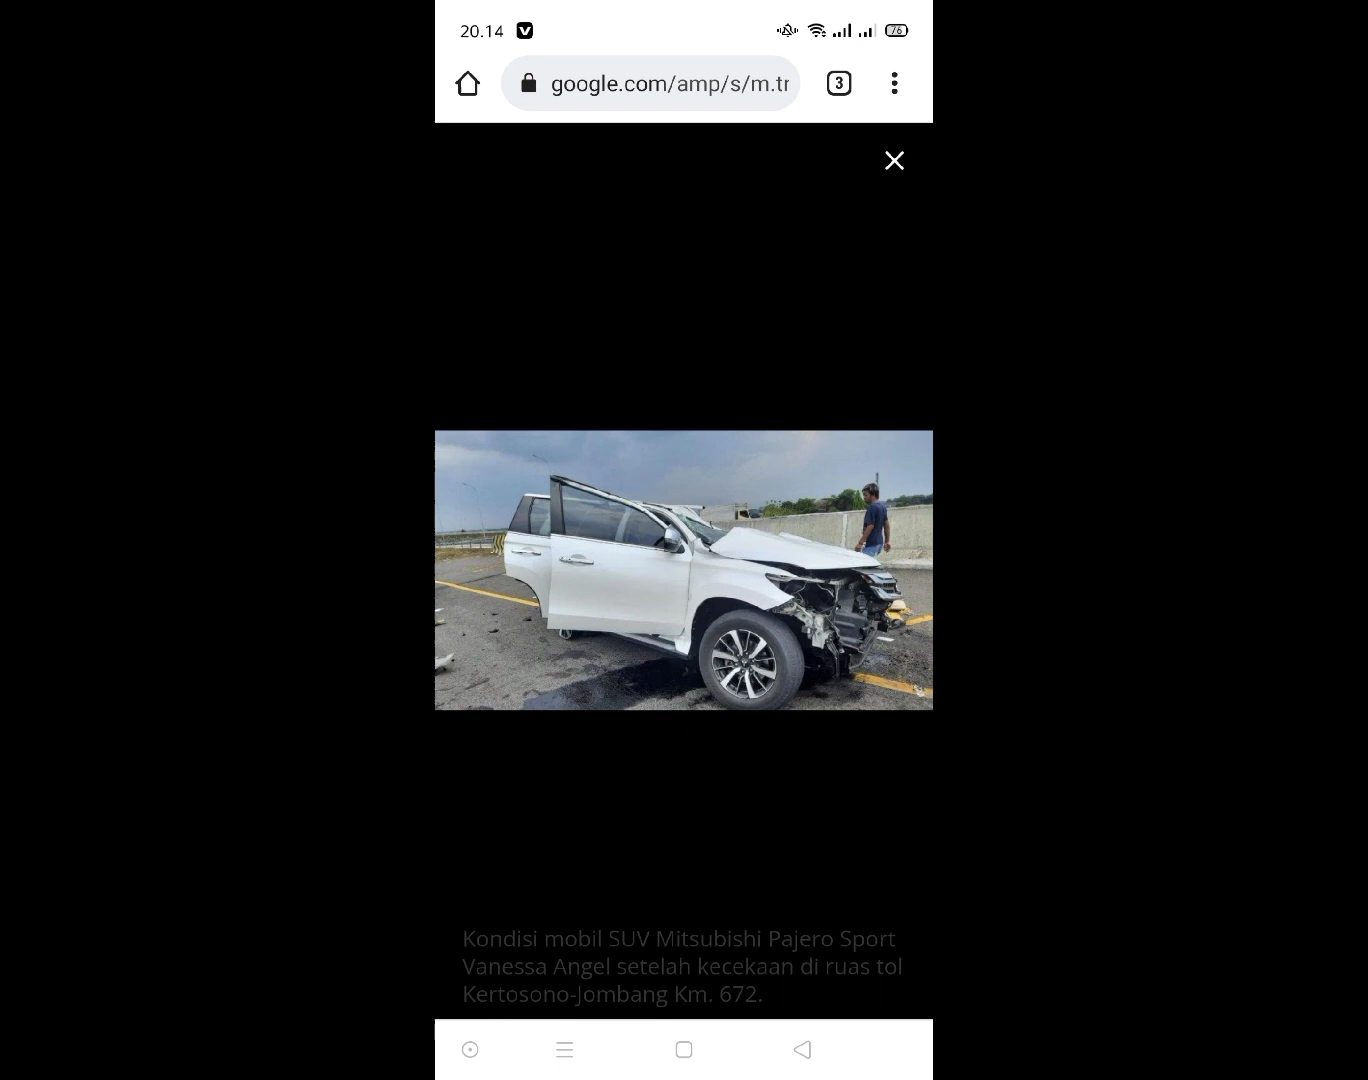 20.14 V 76
google.com/amp/s/m.tr 3
Kondisi mobil SUV Mitsubishi Pajero Sport
Vanessa Angel setelah kecekaan di ruas tol
Kertosono-Jombang Km. 672.